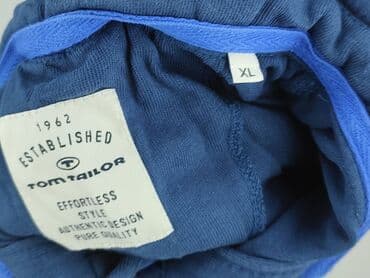 1962
ESTABLISHED
TOM TAILOR
EFFORTLESS
STYLE
AUTHENTIC DESIGN
PURE QUALITY
XL